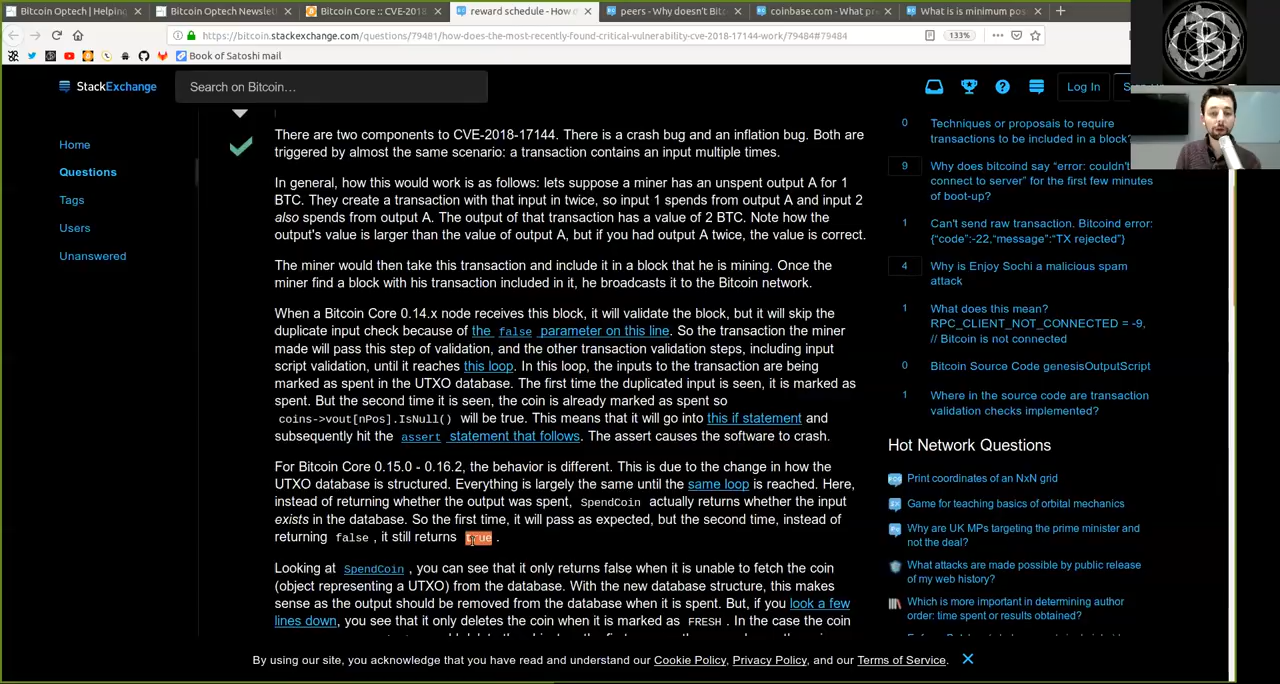 Bitcoin Optech | Helping
Bitcoin Optech Newslet
Bitcoin Core :: CVE-2018
reward schedule - How d
peers - Why doesn't Bitc
coinbase.com - What pr
What is is minimum pos
https://bitcoin.stackexchange.com/questions/79481/how-does-the-most-recently-found-critical-vulnerability-cve-2018-17144-work/79484#79484
133%
Book of Satoshi mail
StackExchange
Search on Bitcoin…
Log In
Home
Questions
Tags
Users
Unanswered
There are two components to CVE-2018-17144. There is a crash bug and an inflation bug. Both are
triggered by almost the same scenario: a transaction contains an input multiple times.
In general, how this would work is as follows: lets suppose a miner has an unspent output A for 1
BTC. They create a transaction with that input in twice, so input 1 spends from output A and input 2
also spends from output A. The output of that transaction has a value of 2 BTC. Note how the
output's value is larger than the value of output A, but if you had output A twice, the value is correct.
The miner would then take this transaction and include it in a block that he is mining. Once the
miner find a block with his transaction included in it, he broadcasts it to the Bitcoin network.
When a Bitcoin Core 0.14.x node receives this block, it will validate the block, but it will skip the
duplicate input check because of the false parameter on this line. So the transaction the miner
made will pass this step of validation, and the other transaction validation steps, including input
script validation, until it reaches this loop. In this loop, the inputs to the transaction are being
marked as spent in the UTXO database. The first time the duplicated input is seen, it is marked as
spent. But the second time it is seen, the coin is already marked as spent so
coins->vout[nPos].IsNull() will be true. This means that it will go into this if statement and
subsequently hit the assert statement that follows. The assert causes the software to crash.
For Bitcoin Core 0.15.0 - 0.16.2, the behavior is different. This is due to the change in how the
UTXO database is structured. Everything is largely the same until the same loop is reached. Here,
instead of returning whether the output was spent, SpendCoin actually returns whether the input
exists in the database. So the first time, it will pass as expected, but the second time, instead of
returning false, it still returns true.
Looking at SpendCoin, you can see that it only returns false when it is unable to fetch the coin
(object representing a UTXO) from the database. With the new database structure, this makes
sense as the output should be removed from the database when it is spent. But, if you look a few
lines down, you see that it only deletes the coin when it is marked as FRESH. In the case the coin
0 Techniques or proposals to require
transactions to be included in a block?
9 Why does bitcoind say "error: couldn't
connect to server" for the first few minutes
of boot-up?
1 Can't send raw transaction. Bitcoind error:
{"code":-22,"message":"TX rejected"}
4 Why is Enjoy Sochi a malicious spam
attack
1 What does this mean?
RPC_CLIENT_NOT_CONNECTED = -9,
// Bitcoin is not connected
0 Bitcoin Source Code genesisOutputScript
1 Where in the source code are transaction
validation checks implemented?
Hot Network Questions
Print coordinates of an NxN grid
Game for teaching basics of orbital mechanics
Why are UK MPs targeting the prime minister and
not the deal?
What attacks are made possible by public release
of my web history?
Which is more important in determining author
order: time spent or results obtained?
By using our site, you acknowledge that you have read and understand our Cookie Policy, Privacy Policy, and our Terms of Service.